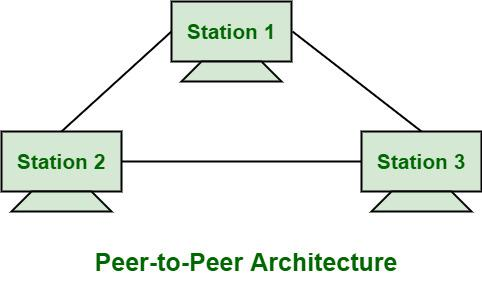 Station 1
Station 2
Station 3
Peer-to-Peer Architecture